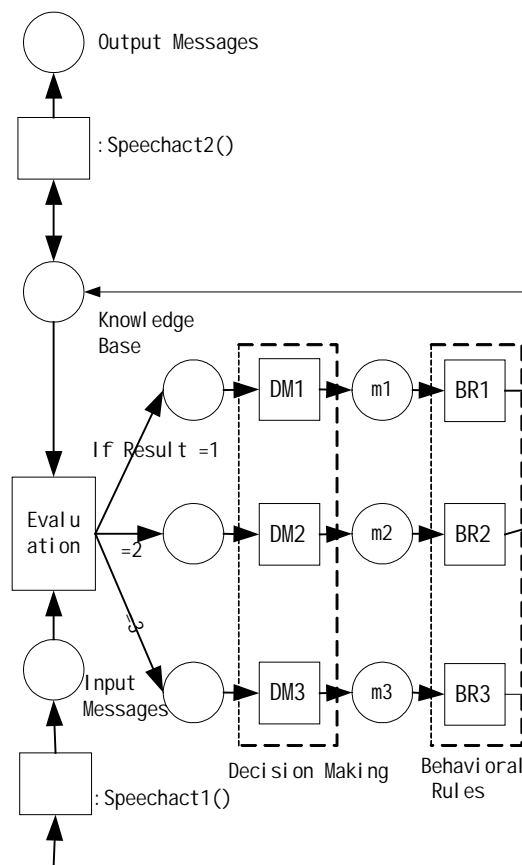 Output Messages
:Speechact2()
Knowledge
Base
DM1
m1
BR1
If Result =1
Evalu
ation
=2
DM2
m2
BR2
=3
Input
Messages
DM3
m3
BR3
Decision Making
Behavioral
Rules
:Speechact1()